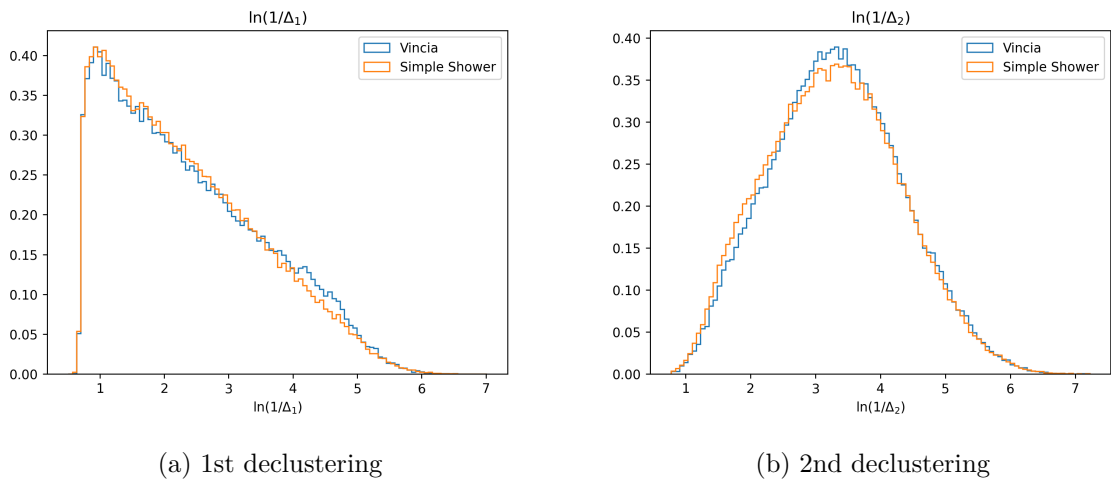 ln(1/Δ₁)
Vincia
Simple Shower
0.40
0.35
0.30
0.25
0.20
0.15
0.10
0.05
0.00
1 2 3 4 5 6 7
ln(1/Δ₁)
(a) 1st declustering
ln(1/Δ₂)
Vincia
Simple Shower
0.40
0.35
0.30
0.25
0.20
0.15
0.10
0.05
0.00
1 2 3 4 5 6 7
ln(1/Δ₂)
(b) 2nd declustering